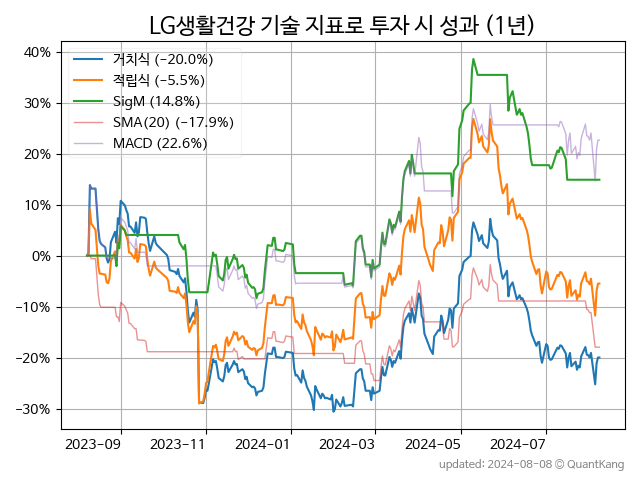 LG생활건강 기술 지표로 투자 시 성과 (1년)
40%
30%
20%
10%
0%
−10%
−20%
−30%
거치식 (−20.0%)
적립식 (−5.5%)
SigM (14.8%)
SMA(20) (−17.9%)
MACD (22.6%)
2023-09 2023-11 2024-01 2024-03 2024-05 2024-07
updated: 2024-08-08 © QuantKang